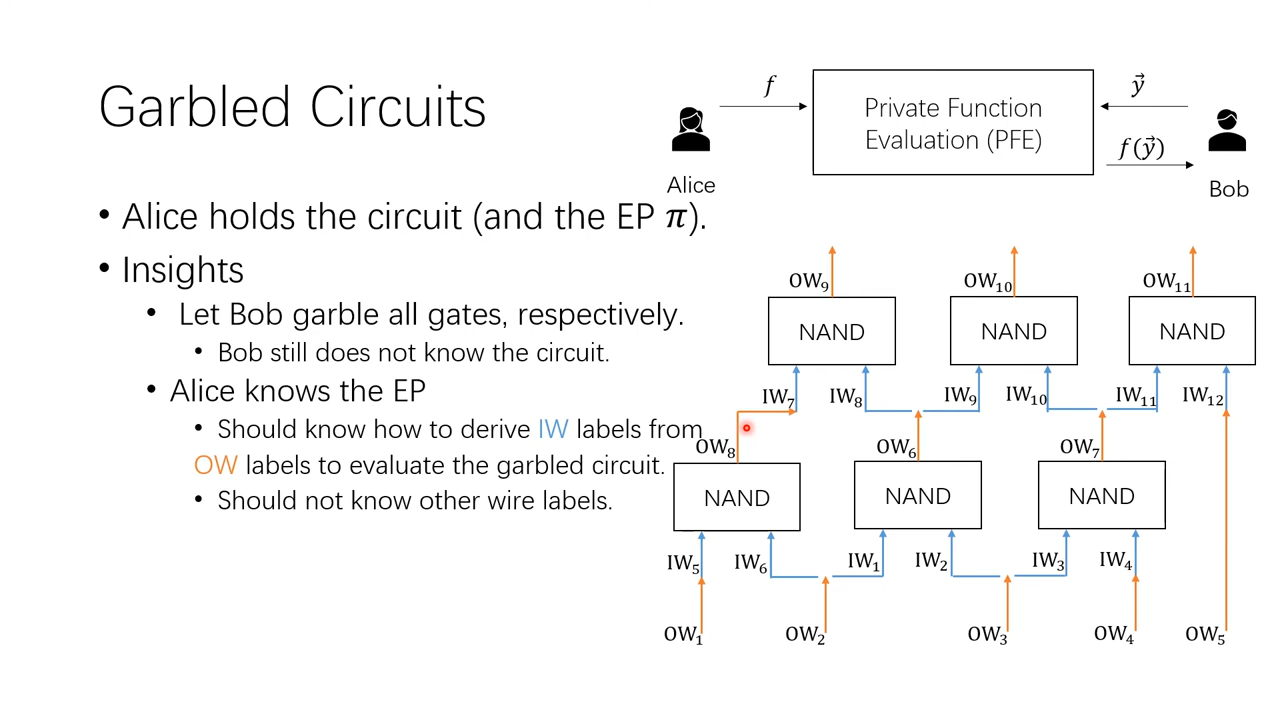 Garbled Circuits
• Alice holds the circuit (and the EP π).
• Insights
• Let Bob garble all gates, respectively.
• Bob still does not know the circuit.
• Alice knows the EP
• Should know how to derive IW labels from
OW labels to evaluate the garbled circuit.
• Should not know other wire labels.
f
Private Function
Evaluation (PFE)
y⃗
f(y⃗)
Alice
Bob
OW₉
OW₁₀
OW₁₁
NAND
NAND
NAND
IW₇
IW₈
IW₉
IW₁₀
IW₁₁
IW₁₂
OW₈
OW₆
OW₇
NAND
NAND
NAND
IW₅
IW₆
IW₁
IW₂
IW₃
IW₄
OW₁
OW₂
OW₃
OW₄
OW₅